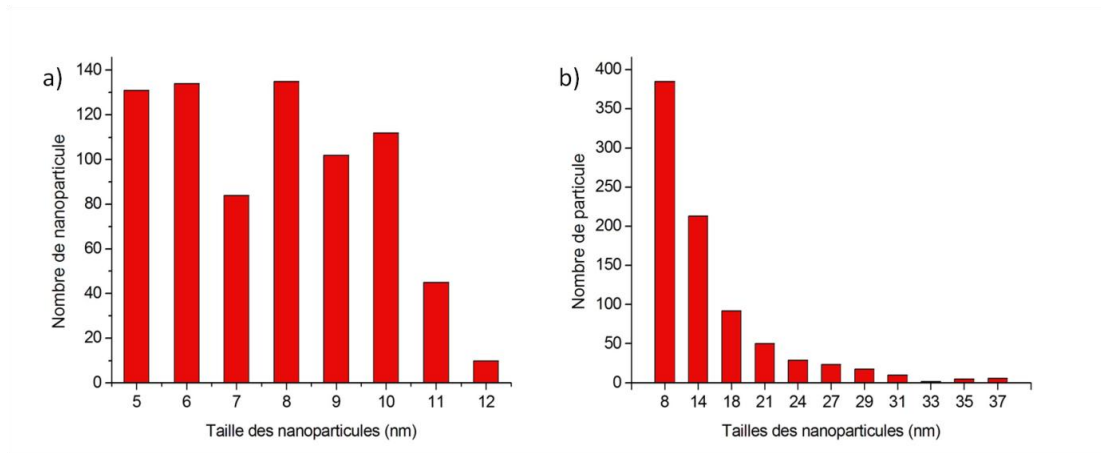 a)
Nombre de nanoparticule
140
120
100
80
60
40
20
0
5 6 7 8 9 10 11 12
Taille des nanoparticules (nm)
b)
Nombre de particule
400
350
300
250
200
150
100
50
0
8 14 18 21 24 27 29 31 33 35 37
Tailles des nanoparticules (nm)